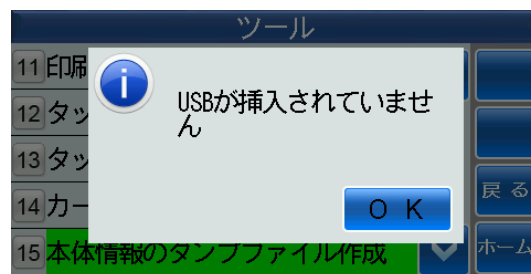 ツール
11 印刷
12 タッ
13 タッ
14 カー
15 本体情報のダンプファイル作成
USBが挿入されていませ
ん
OK
戻る
ホーム